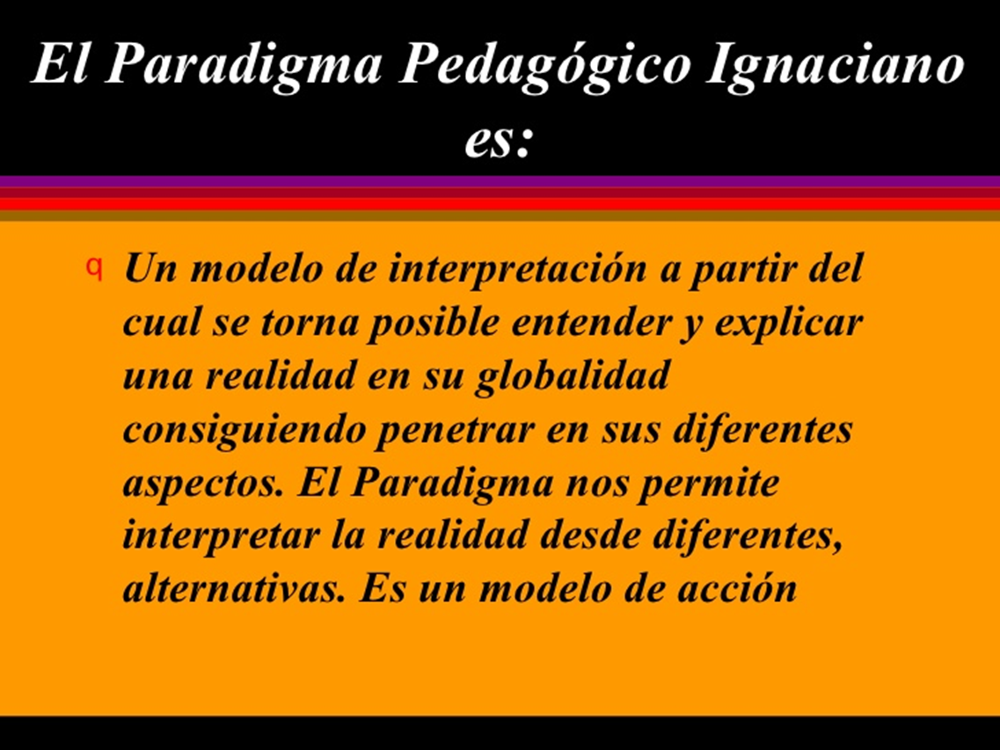 El Paradigma Pedagógico Ignaciano
es:
q Un modelo de interpretación a partir del
cual se torna posible entender y explicar
una realidad en su globalidad
consiguiendo penetrar en sus diferentes
aspectos. El Paradigma nos permite
interpretar la realidad desde diferentes,
alternativas. Es un modelo de acción